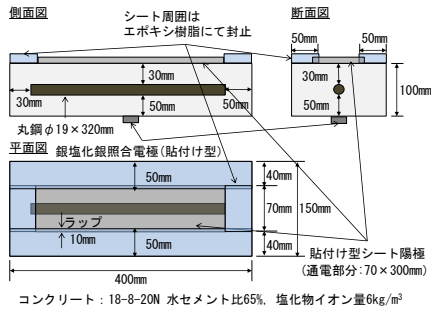 側面図
シート周囲は
エポキシ樹脂にて封止
断面図
50mm
50mm
30mm
30mm
50mm
50mm
30mm
50mm
100mm
丸鋼φ19×320mm
平面図
銀塩化銀照合電極(貼付け型)
50mm
40mm
70mm
150mm
ラップ
10mm
50mm
40mm
貼付け型シート陽極
(通電部分:70×300mm)
400mm
コンクリート:18-8-20N 水セメント比65%, 塩化物イオン量6kg/m³